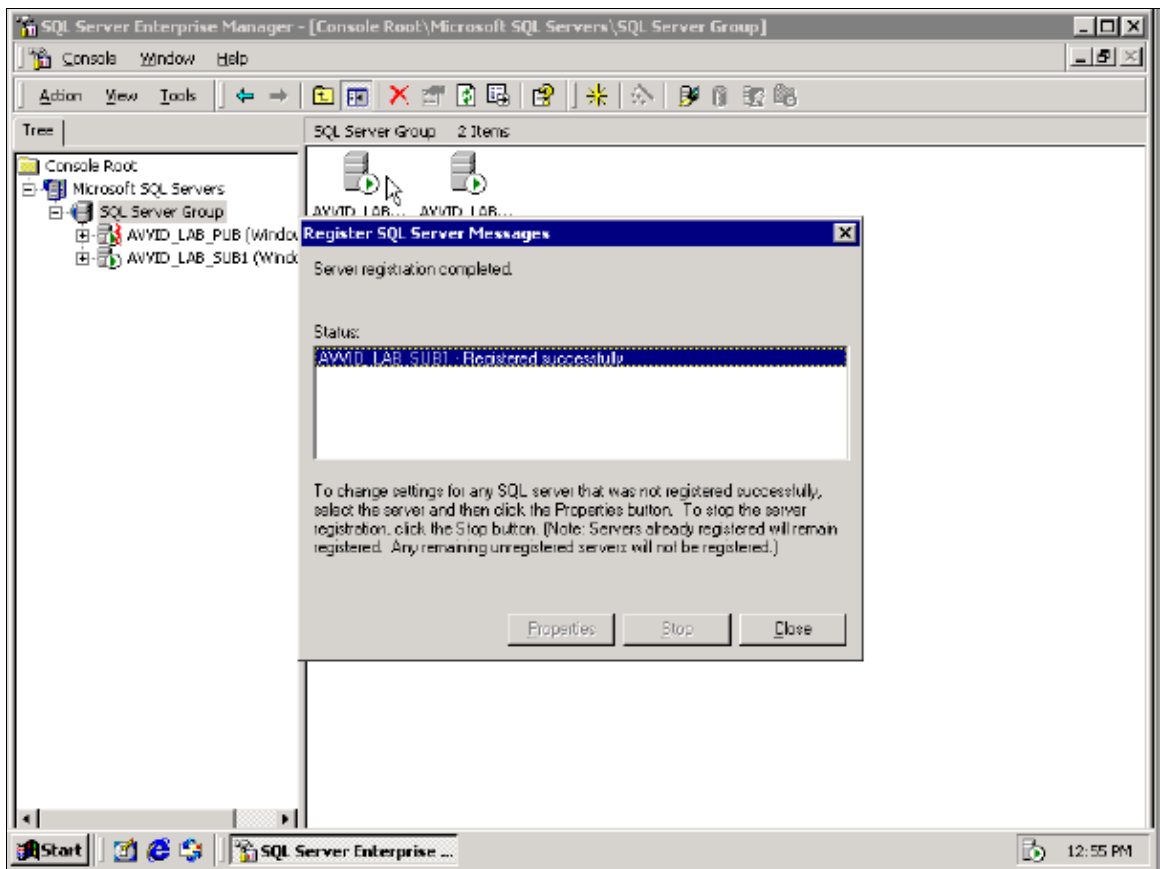 SQL Server Enterprise Manager - [Console Root\Microsoft SQL Servers\SQL Server Group]
Console Window Help
Action View Tools
Tree
SQL Server Group 2 Items
Console Root
Microsoft SQL Servers
SQL Server Group
AVVID_LAB_PUB (Window
AVVID_LAB_SUB1 (Wind
AVVID_LAB... AVVID_LAB...
Register SQL Server Messages
Server registration completed.
Status:
AVVID_LAB_SUB1 - Registered successfully
To change settings for any SQL server that was not registered successfully,
select the server and then click the Properties button. To stop the server
registration, click the Stop button. (Note: Servers already registered will remain
registered. Any remaining unregistered servers will not be registered.)
Properties Stop Close
Start SQL Server Enterprise ... 12:55 PM